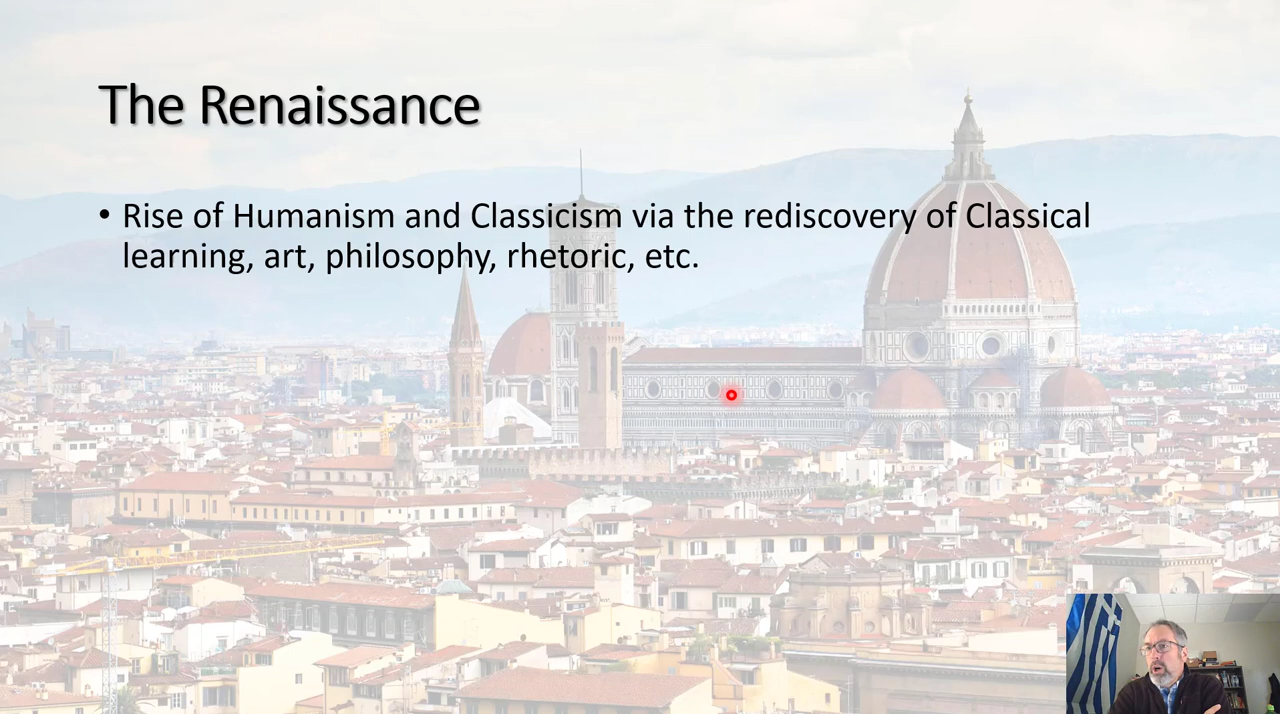 The Renaissance
• Rise of Humanism and Classicism via the rediscovery of Classical
learning, art, philosophy, rhetoric, etc.